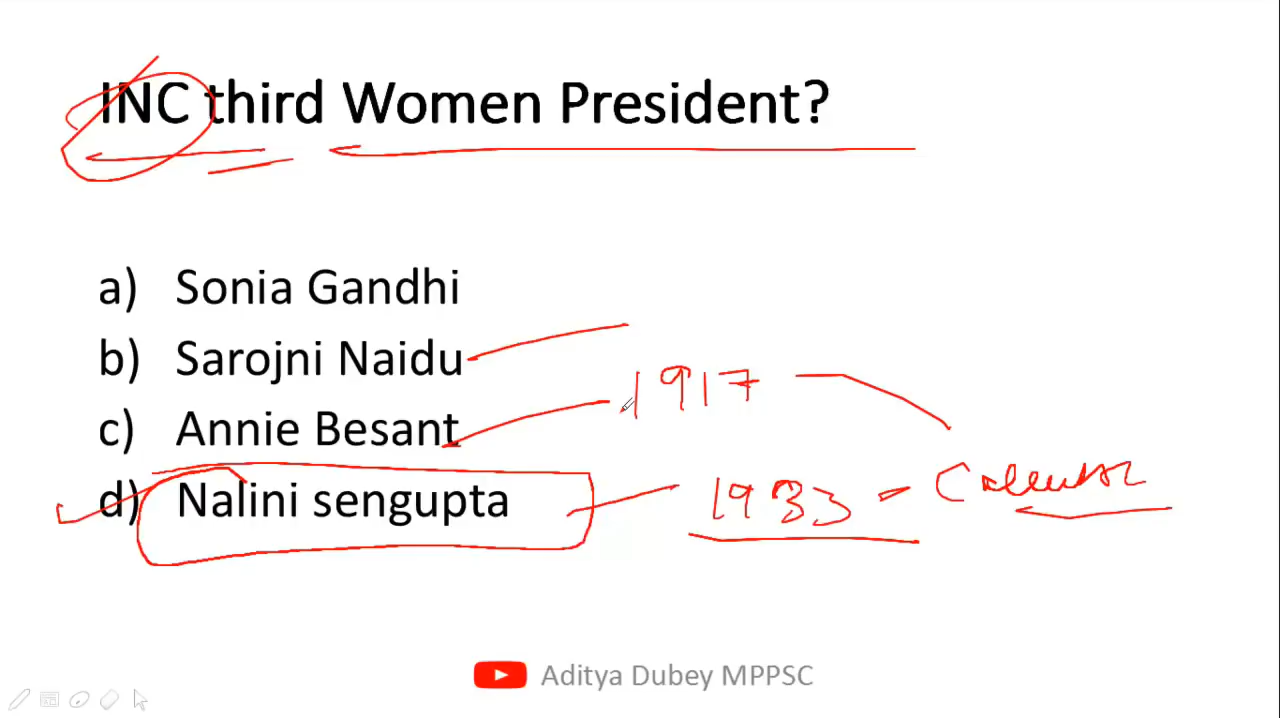 INC third Women President?
a) Sonia Gandhi
b) Sarojni Naidu
1917
c) Annie Besant
d) Nalini sengupta
1933 -
Aditya Dubey MPPSC